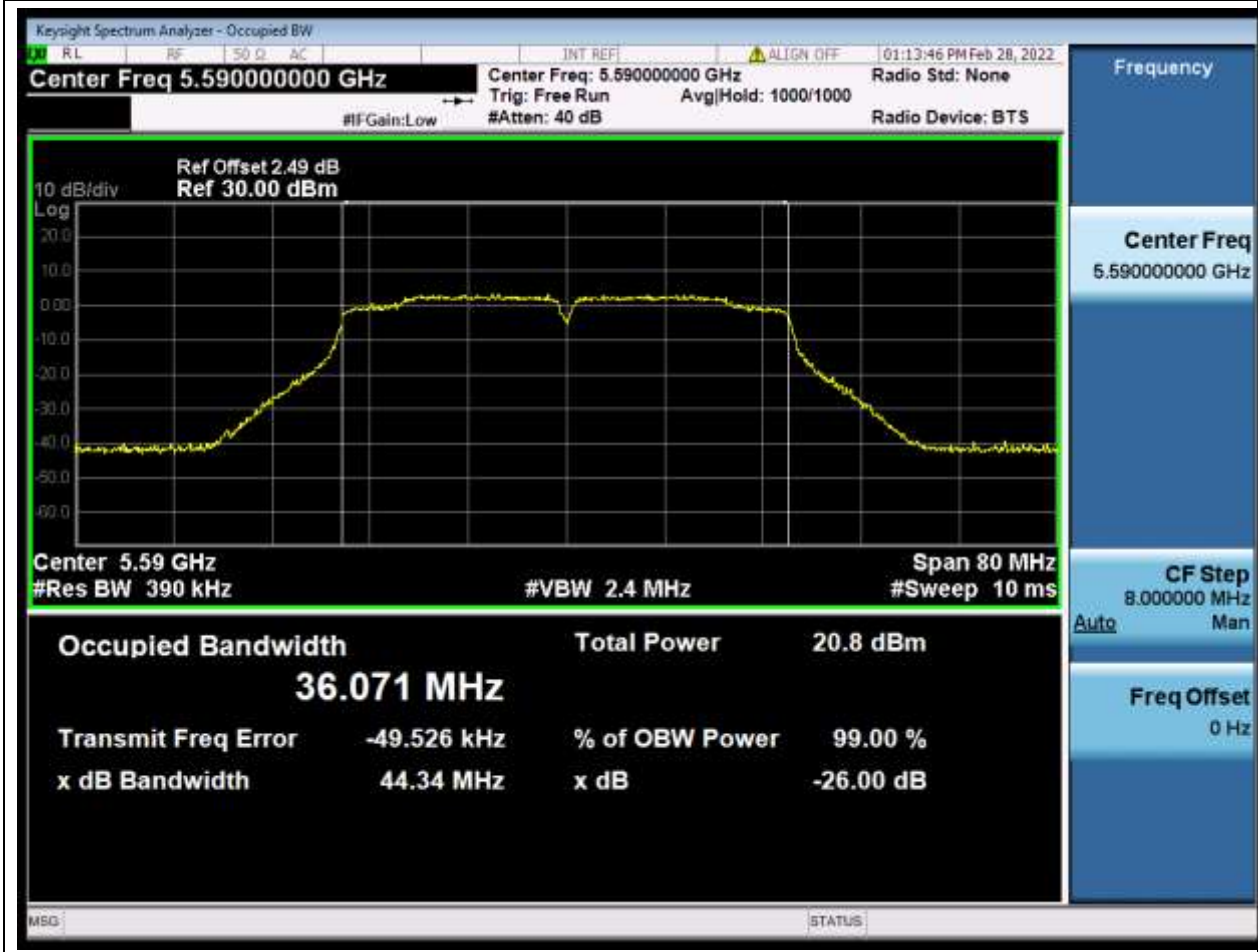 Keysight Spectrum Analyzer - Occupied BW
LXI RL RF 50 Ω AC INT REF ALIGN OFF 01:13:46 PM Feb 28, 2022
Center Freq 5.590000000 GHz
Center Freq: 5.590000000 GHz Radio Std: None
Trig: Free Run Avg|Hold: 1000/1000
#IFGain:Low #Atten: 40 dB Radio Device: BTS
Ref Offset 2.49 dB
10 dB/div Ref 30.00 dBm
Log
20.0
10.0
0.00
-10.0
-20.0
-30.0
-40.0
-50.0
-60.0
Center 5.59 GHz Span 80 MHz
#Res BW 390 kHz #VBW 2.4 MHz #Sweep 10 ms
Occupied Bandwidth Total Power 20.8 dBm
36.071 MHz
Transmit Freq Error -49.526 kHz % of OBW Power 99.00 %
x dB Bandwidth 44.34 MHz x dB -26.00 dB
Frequency
Center Freq
5.590000000 GHz
CF Step
8.000000 MHz
Auto Man
Freq Offset
0 Hz
MSG STATUS